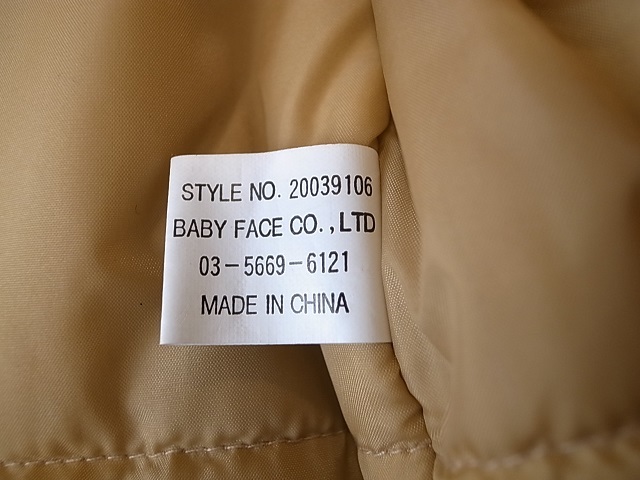 STYLE NO. 20039106
BABY FACE CO.,LTD
03-5669-6121
MADE IN CHINA